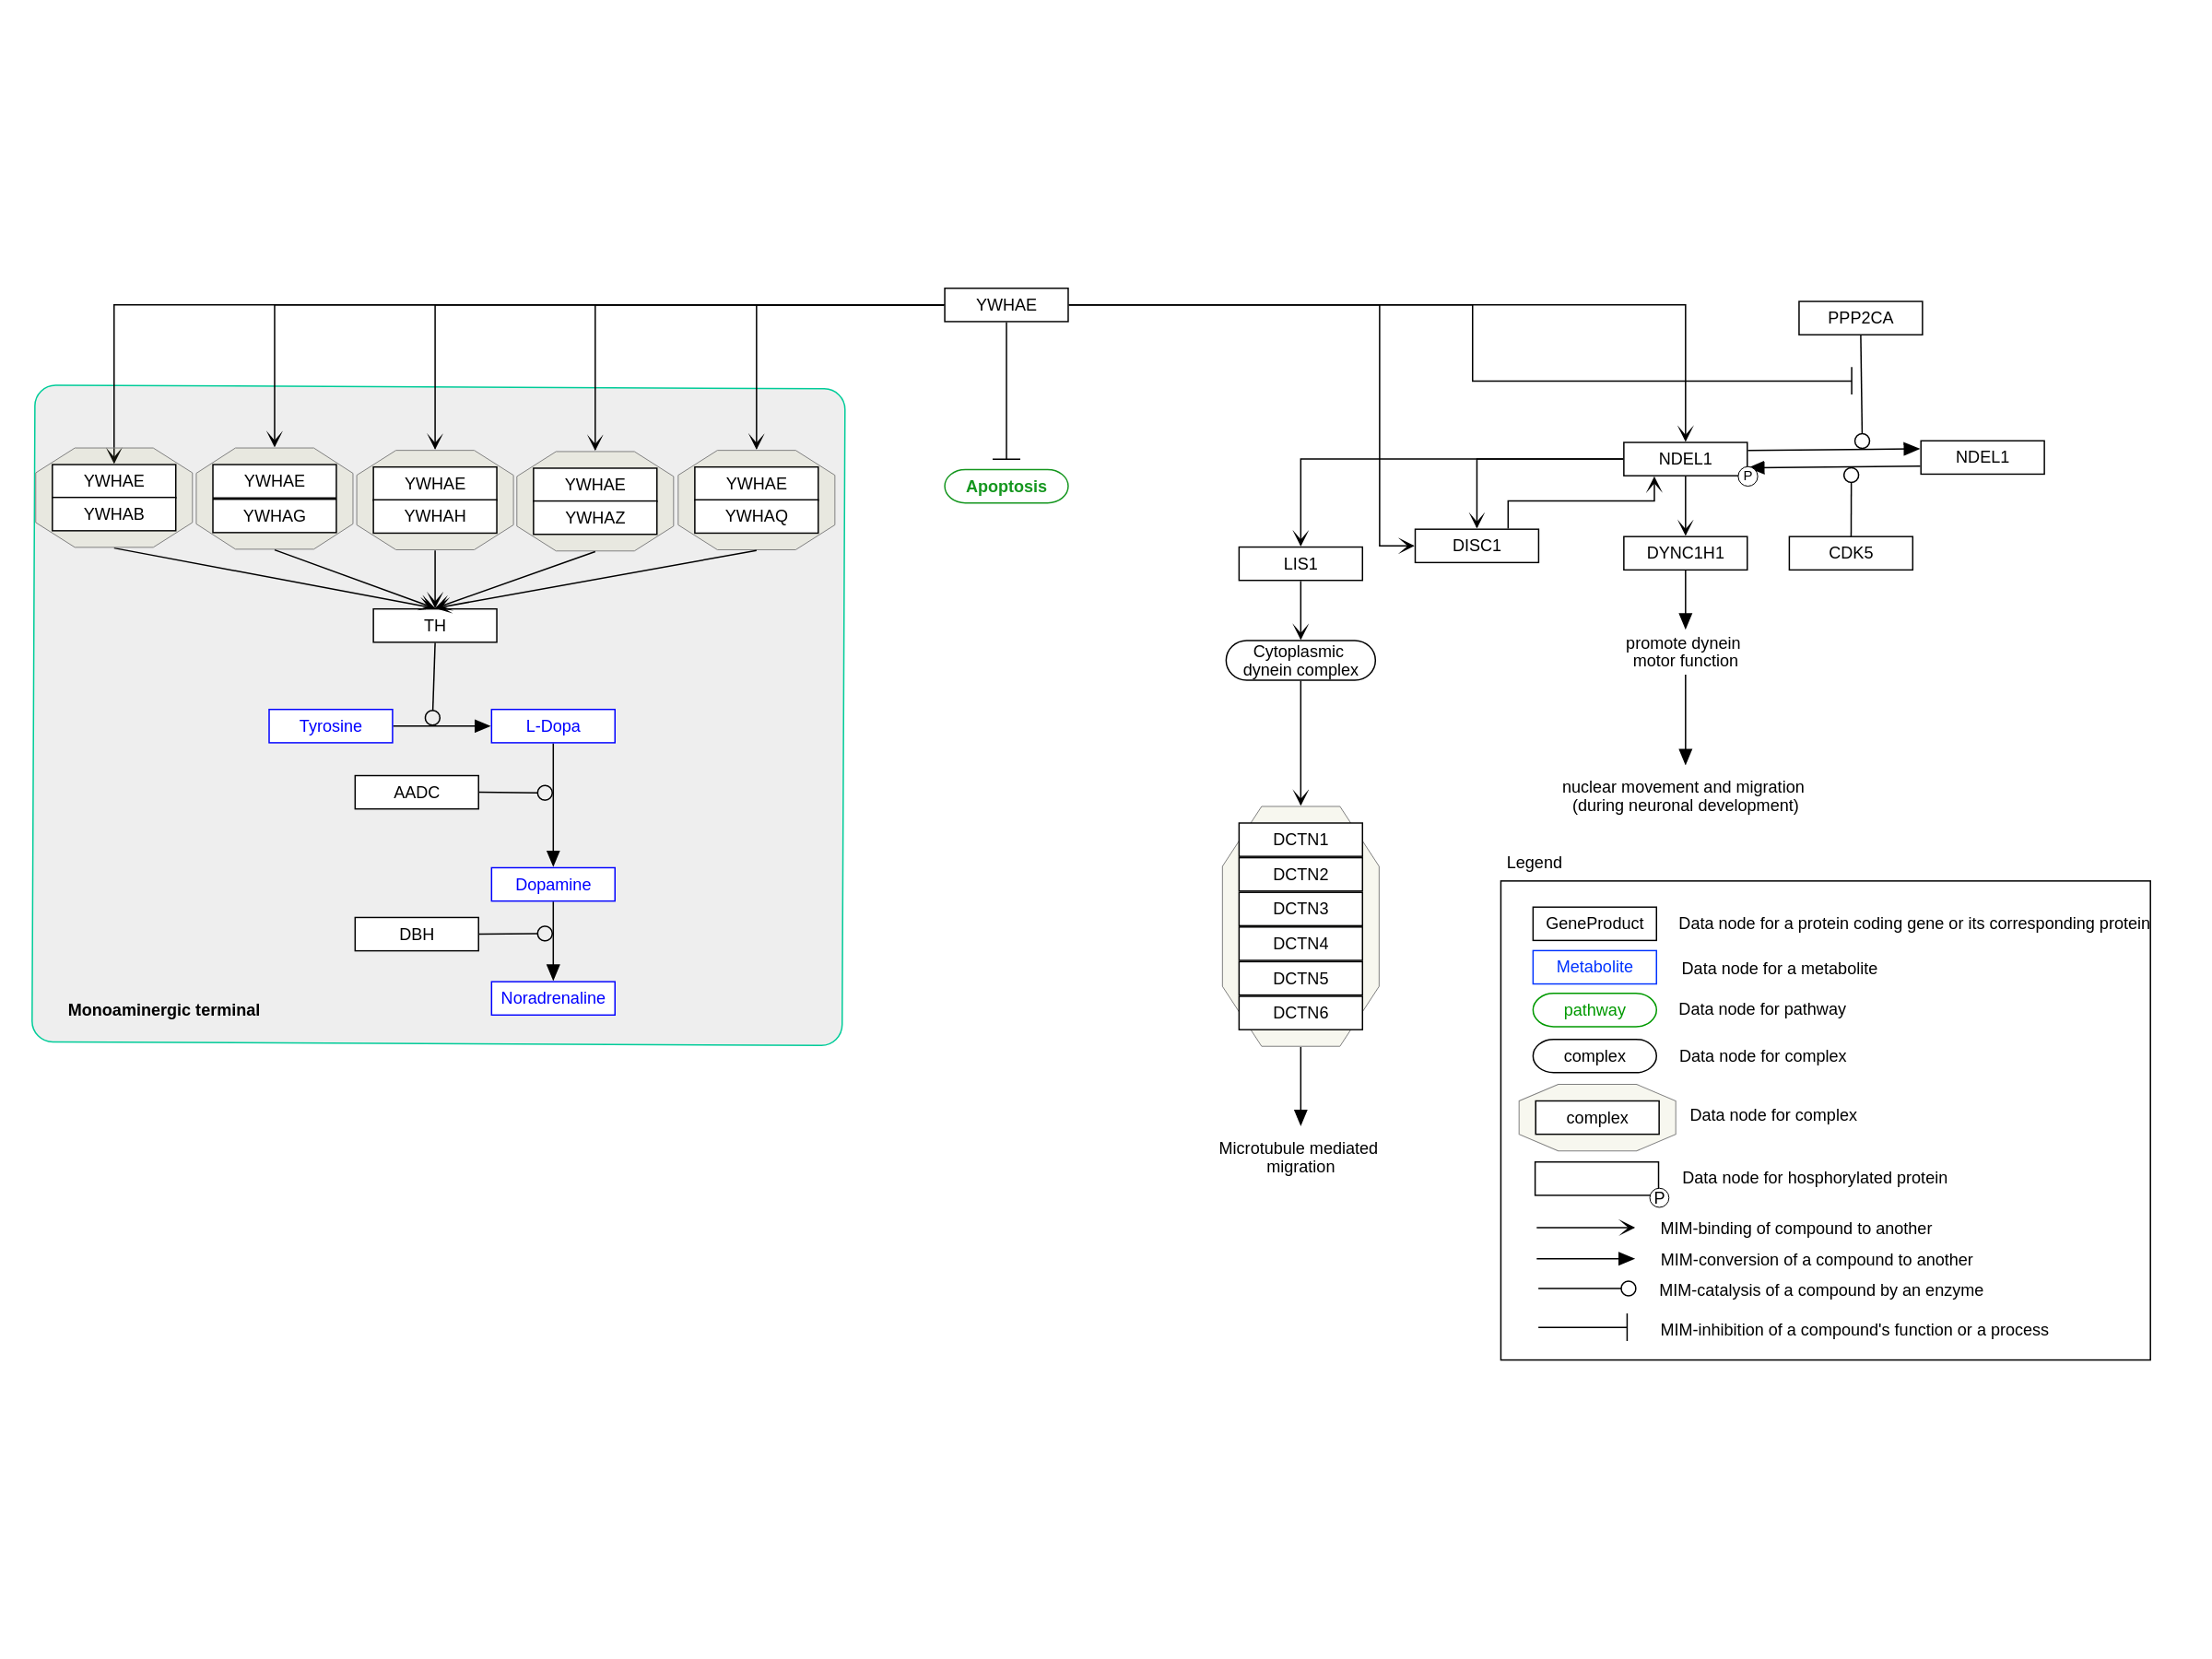 YWHAE
PPP2CA
YWHAE
YWHAB
YWHAE
YWHAG
YWHAE
YWHAH
YWHAE
YWHAZ
YWHAE
YWHAQ
Apoptosis
NDEL1
P
NDEL1
DISC1
DYNC1H1
CDK5
LIS1
TH
Cytoplasmic
dynein complex
promote dynein
motor function
Tyrosine
L-Dopa
AADC
nuclear movement and migration
(during neuronal development)
DCTN1
DCTN2
DCTN3
DCTN4
DCTN5
DCTN6
Dopamine
DBH
Noradrenaline
Monoaminergic terminal
Microtubule mediated
migration
Legend
GeneProduct Data node for a protein coding gene or its corresponding protein
Metabolite Data node for a metabolite
pathway Data node for pathway
complex Data node for complex
complex Data node for complex
P Data node for hosphorylated protein
MIM-binding of compound to another
MIM-conversion of a compound to another
MIM-catalysis of a compound by an enzyme
MIM-inhibition of a compound's function or a process